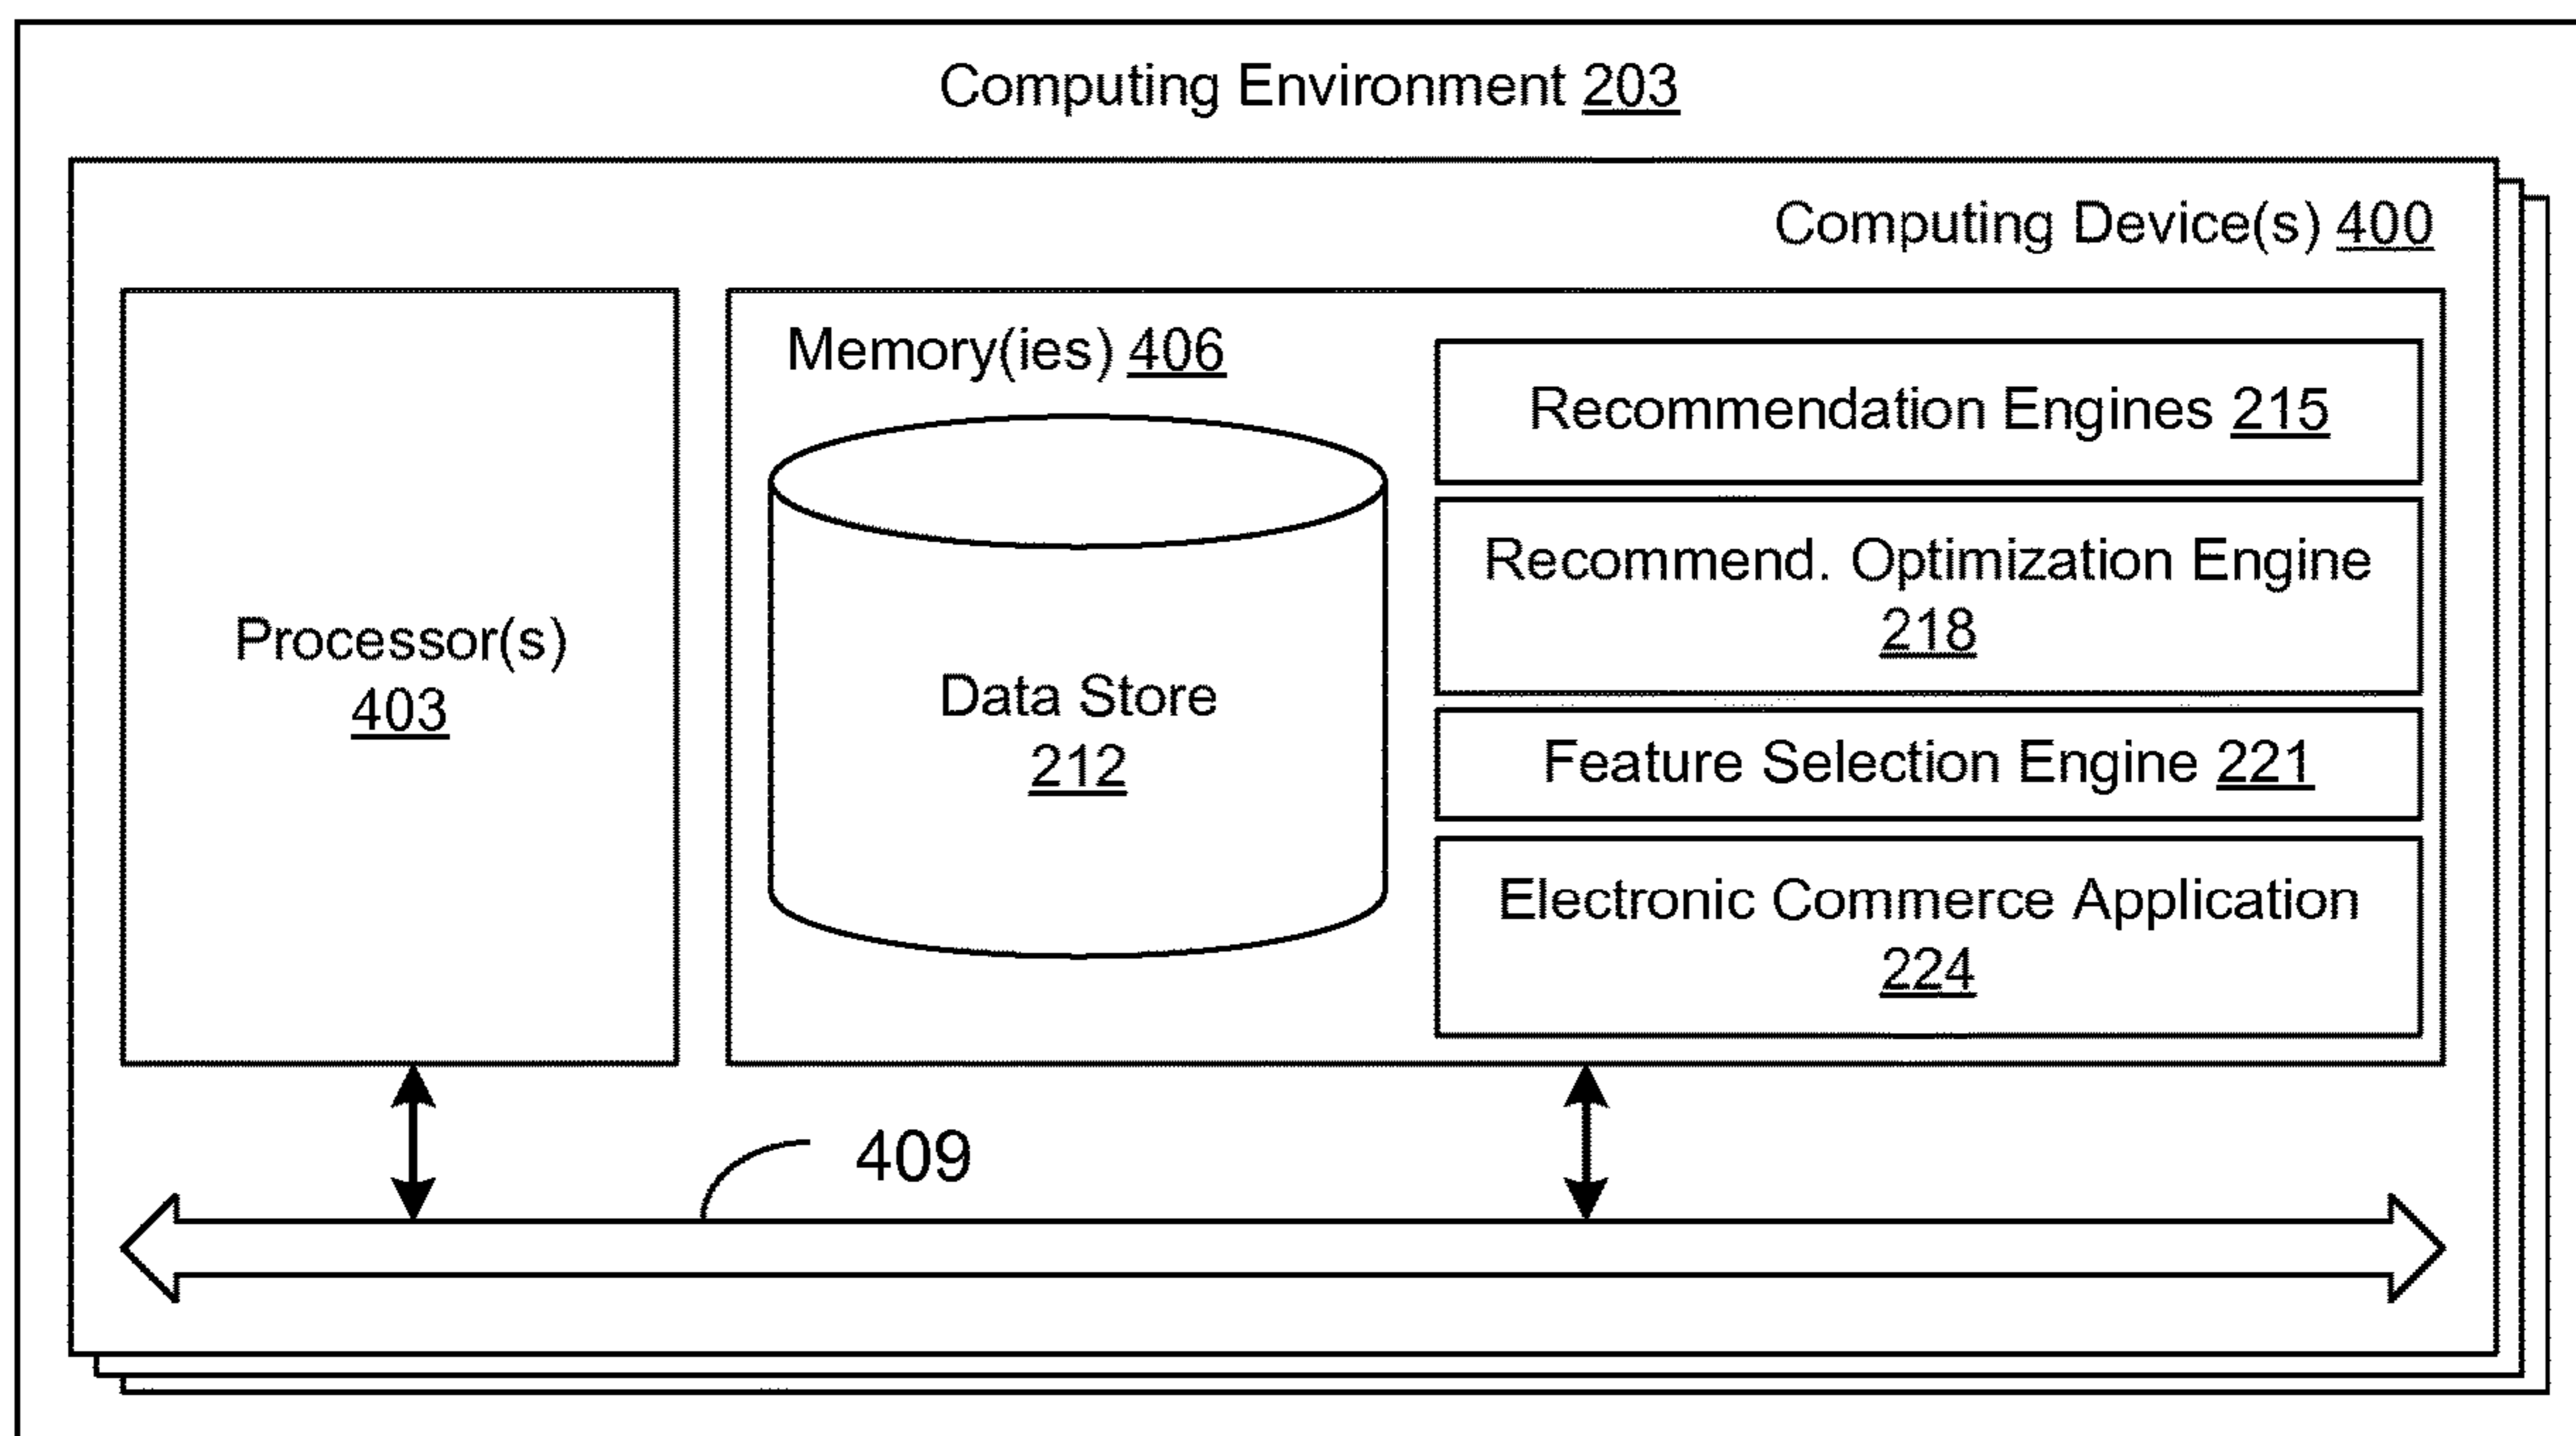 Computing Environment 203
Computing Device(s) 400
Processor(s)
403
Memory(ies) 406
Data Store
212
Recommendation Engines 215
Recommend. Optimization Engine
218
Feature Selection Engine 221
Electronic Commerce Application
224
409